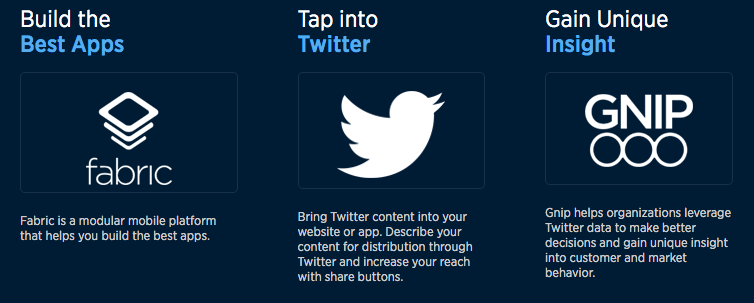 Build the
Best Apps
fabric
Fabric is a modular mobile platform
that helps you build the best apps.
Tap into
Twitter
Bring Twitter content into your
website or app. Describe your
content for distribution through
Twitter and increase your reach
with share buttons.
Gain Unique
Insight
GNIP
Gnip helps organizations leverage
Twitter data to make better
decisions and gain unique insight
into customer and market
behavior.